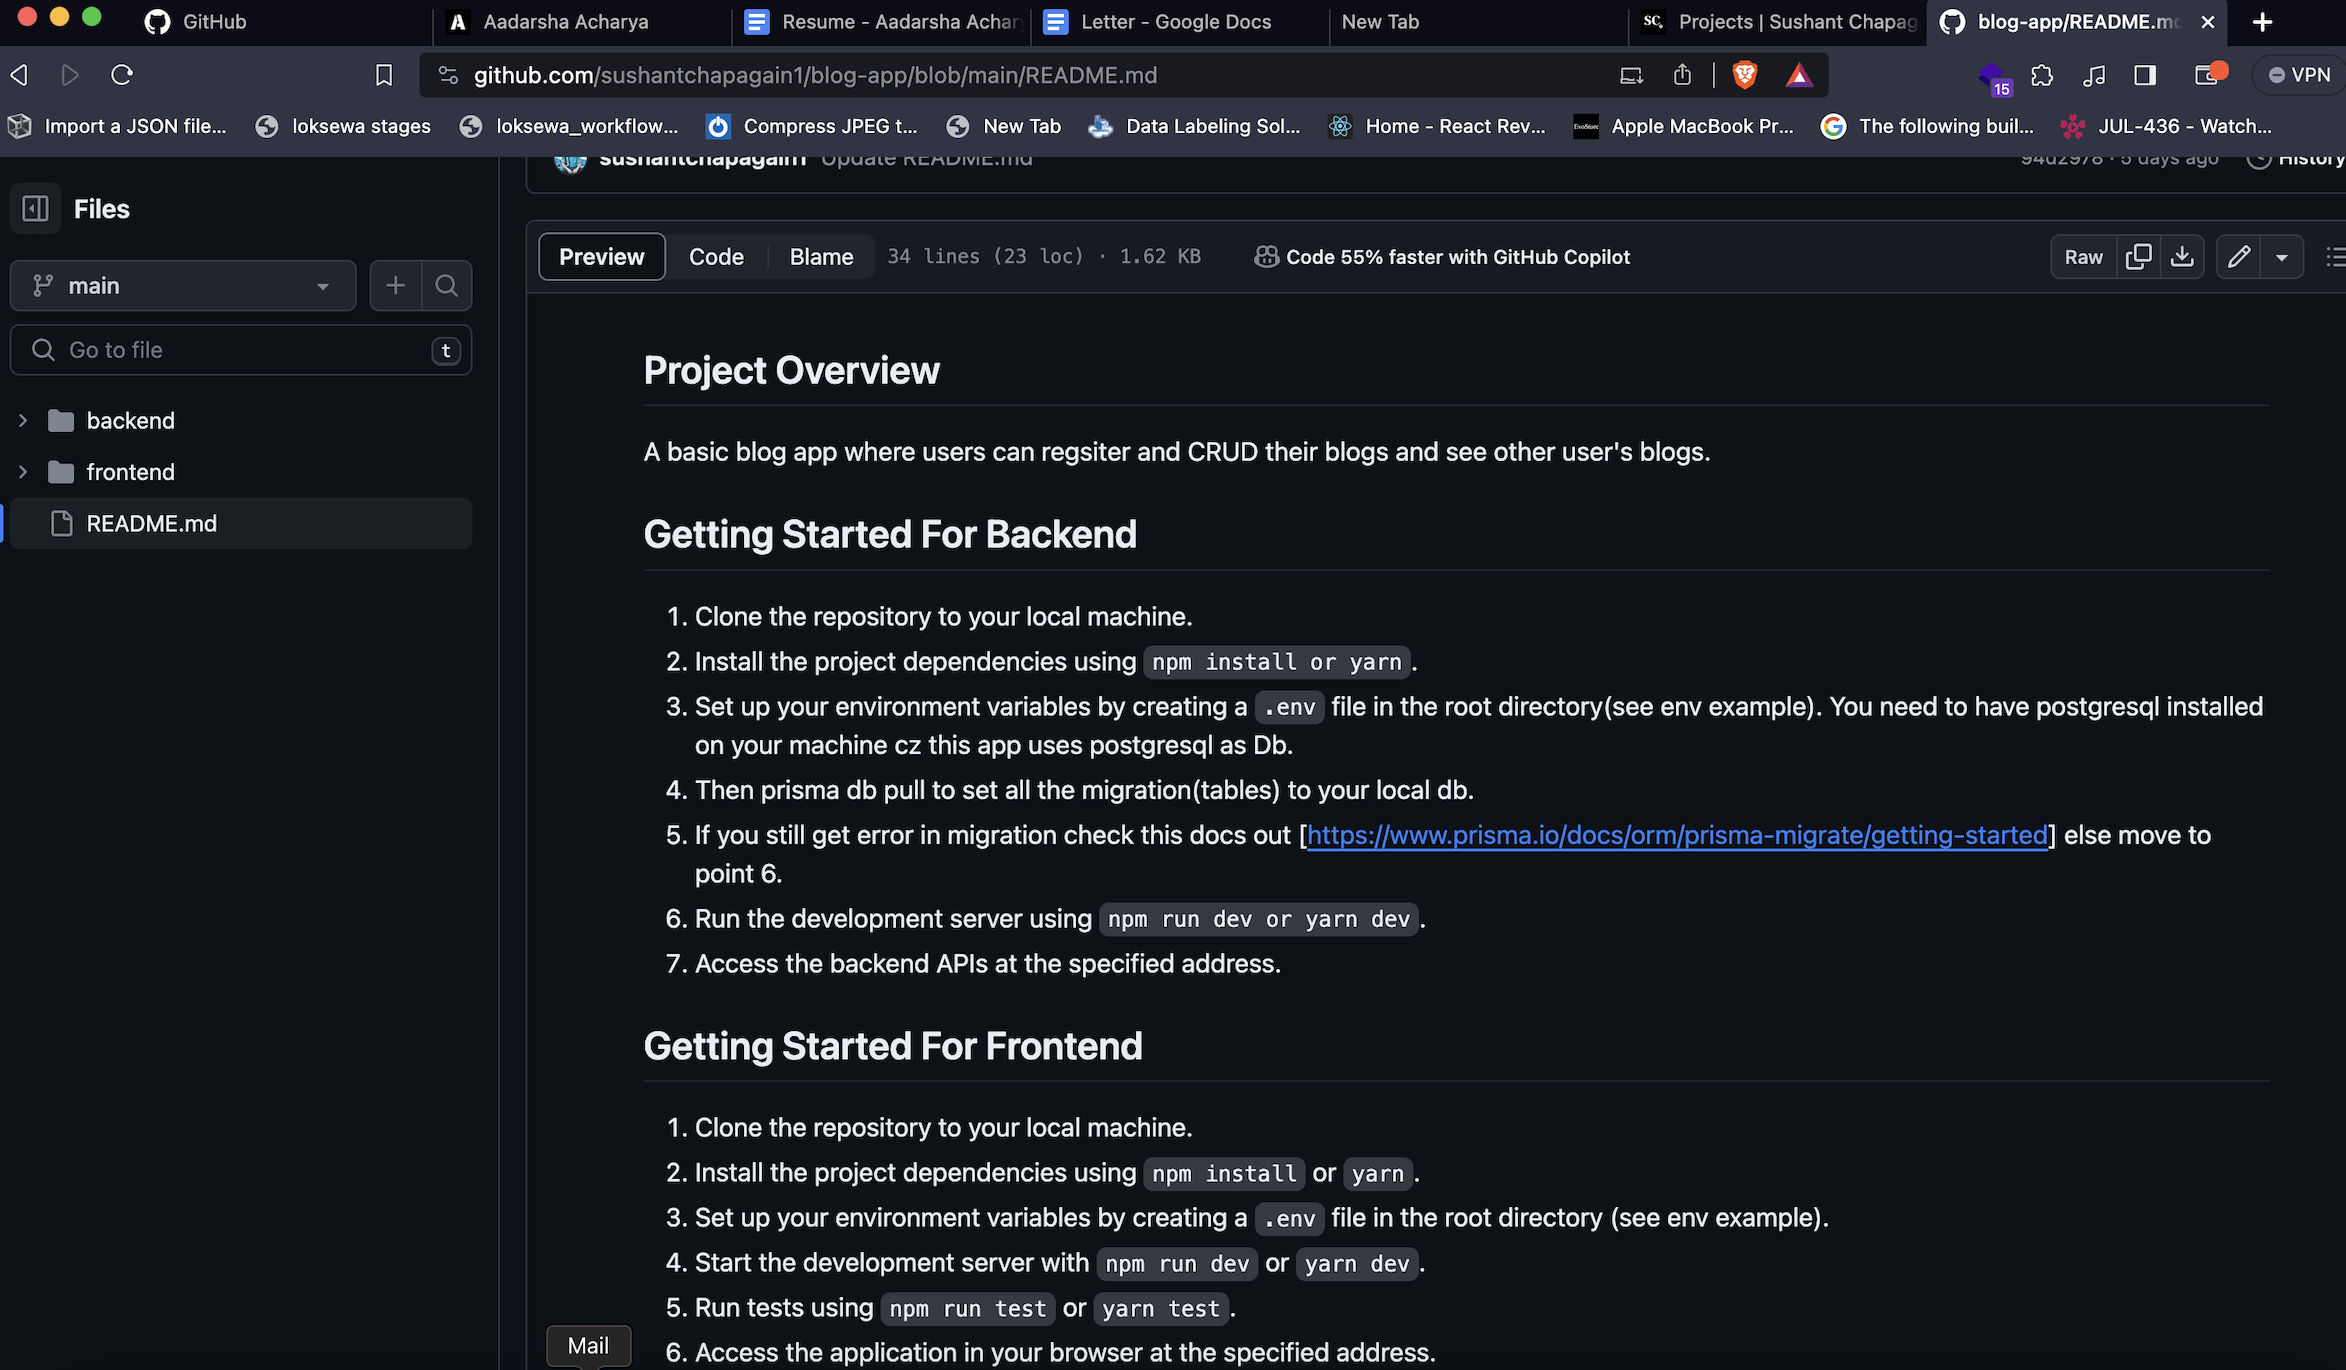 GitHub
Aadarsha Acharya
Resume - Aadarsha Achar
Letter - Google Docs
New Tab
SC. Projects | Sushant Chapag
blog-app/README.m
github.com/sushantchapagain1/blog-app/blob/main/README.md
15
VPN
Import a JSON file...
loksewa stages
loksewa_workflow...
Compress JPEG t...
New Tab
Data Labeling Sol...
Home - React Rev...
Apple MacBook Pr...
The following buil...
JUL-436 - Watch...
sushantchapagain1 Update README.md
94d2978 · 5 days ago
History
Files
main
Go to file
t
backend
frontend
README.md
Preview
Code
Blame
34 lines (23 loc) · 1.62 KB
Code 55% faster with GitHub Copilot
Raw
Project Overview
A basic blog app where users can regsiter and CRUD their blogs and see other user's blogs.
Getting Started For Backend
1. Clone the repository to your local machine.
2. Install the project dependencies using npm install or yarn.
3. Set up your environment variables by creating a .env file in the root directory(see env example). You need to have postgresql installed
on your machine cz this app uses postgresql as Db.
4. Then prisma db pull to set all the migration(tables) to your local db.
5. If you still get error in migration check this docs out [https://www.prisma.io/docs/orm/prisma-migrate/getting-started] else move to
point 6.
6. Run the development server using npm run dev or yarn dev.
7. Access the backend APIs at the specified address.
Getting Started For Frontend
1. Clone the repository to your local machine.
2. Install the project dependencies using npm install or yarn.
3. Set up your environment variables by creating a .env file in the root directory (see env example).
4. Start the development server with npm run dev or yarn dev.
5. Run tests using npm run test or yarn test.
6. Access the application in your browser at the specified address.
Mail